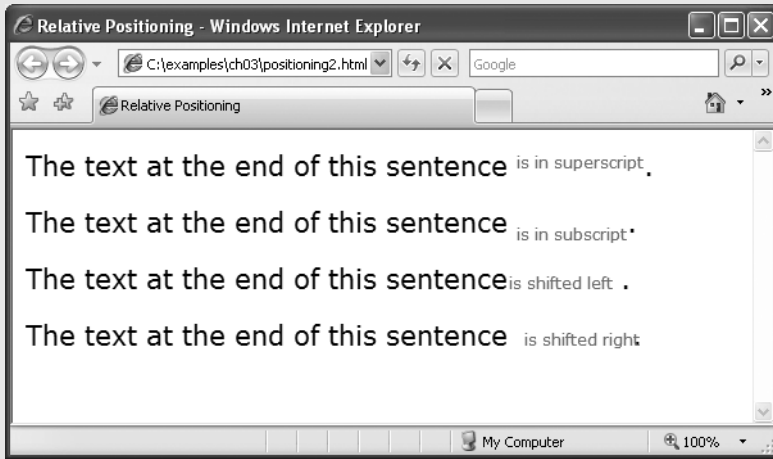 Relative Positioning - Windows Internet Explorer
C:\examples\ch03\positioning2.html
Google
Relative Positioning
The text at the end of this sentence is in superscript.
The text at the end of this sentence is in subscript.
The text at the end of this sentence is shifted left .
The text at the end of this sentence is shifted right.
My Computer
100%